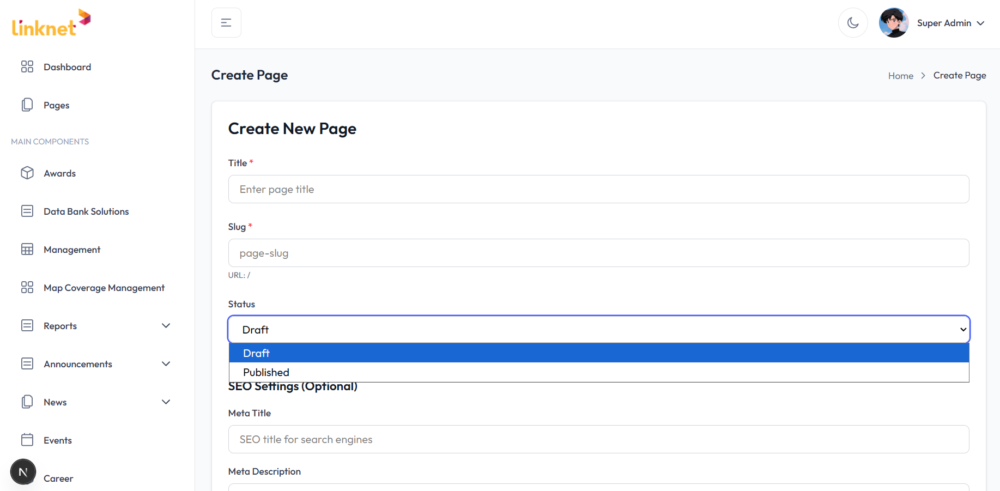 linknet
Super Admin
Dashboard
Pages
MAIN COMPONENTS
Awards
Data Bank Solutions
Management
Map Coverage Management
Reports
Announcements
News
Events
N
Career
Create Page
Home > Create Page
Create New Page
Title *
Enter page title
Slug *
page-slug
URL: /
Status
Draft
Draft
Published
SEO Settings (Optional)
Meta Title
SEO title for search engines
Meta Description